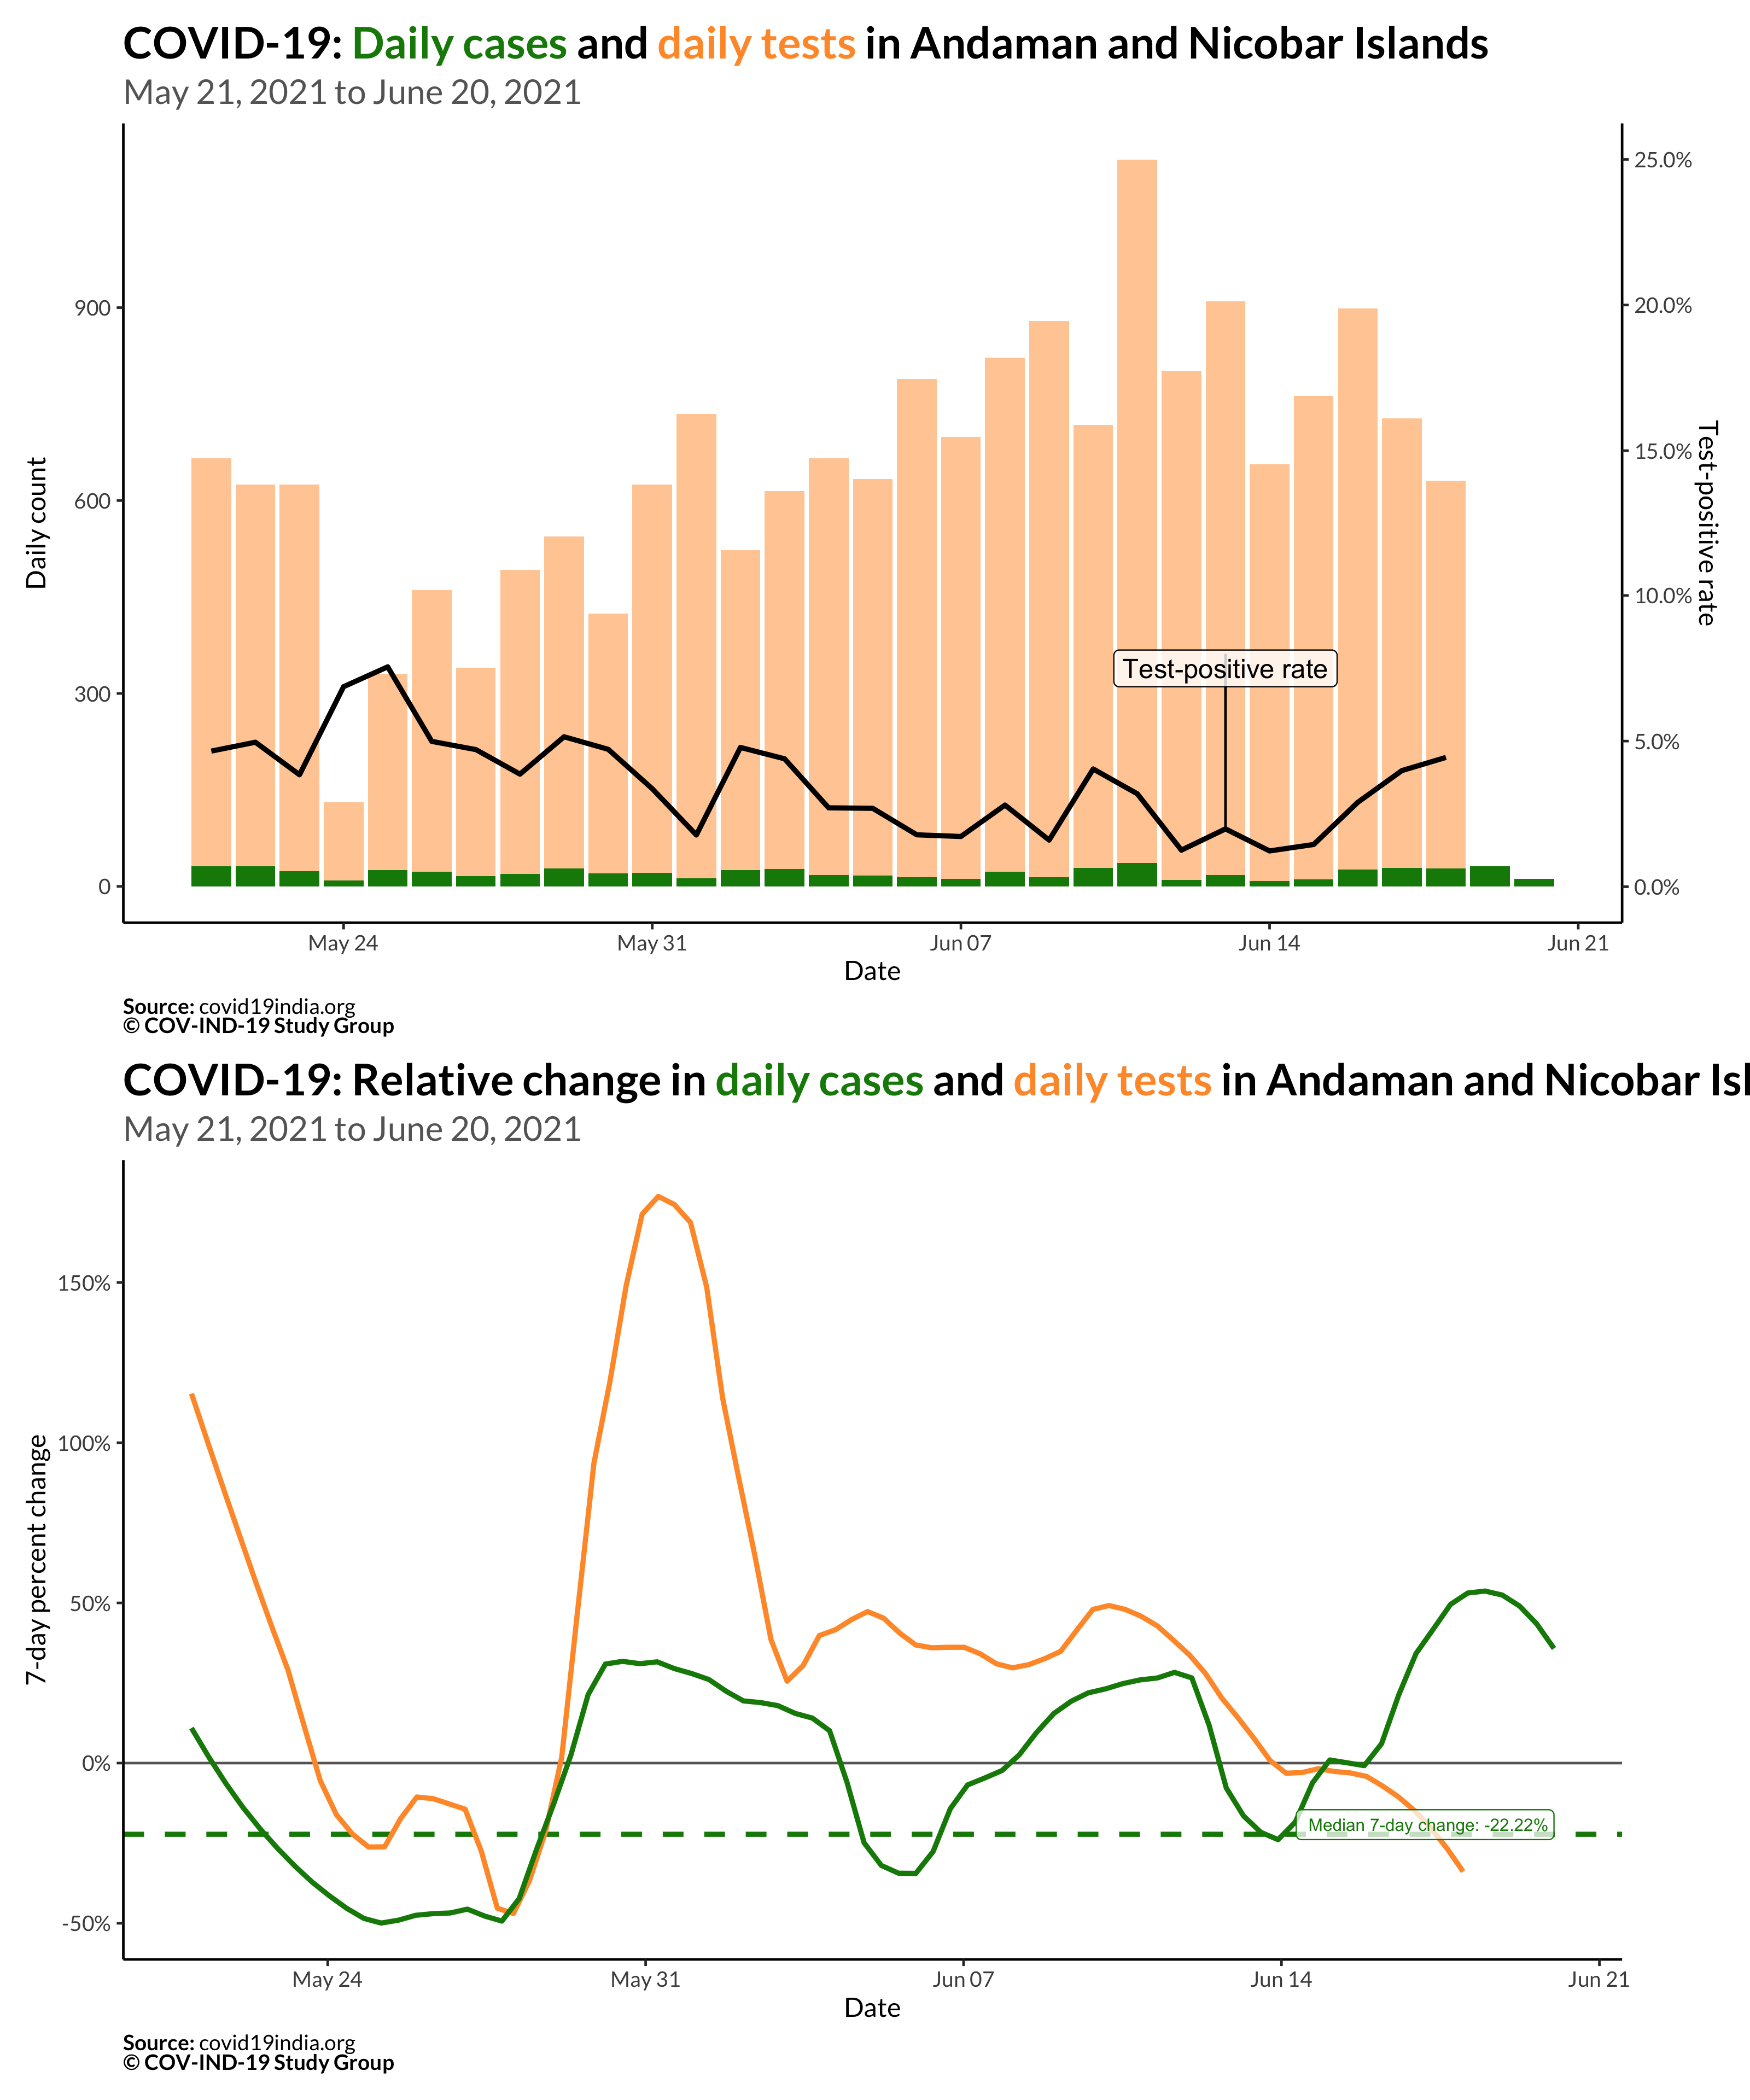 COVID-19: Daily cases and daily tests in Andaman and Nicobar Islands
May 21, 2021 to June 20, 2021
25.0%
20.0%
15.0%
10.0%
5.0%
0.0%
Test-positive rate
Daily count
900
600
300
0
Test-positive rate
May 24
May 31
Jun 07
Jun 14
Jun 21
Date
Source: covid19india.org
© COV-IND-19 Study Group
COVID-19: Relative change in daily cases and daily tests in Andaman and Nicobar Isl
May 21, 2021 to June 20, 2021
7-day percent change
150%
100%
50%
0%
-50%
Median 7-day change: -22.22%
May 24
May 31
Jun 07
Jun 14
Jun 21
Date
Source: covid19india.org
© COV-IND-19 Study Group